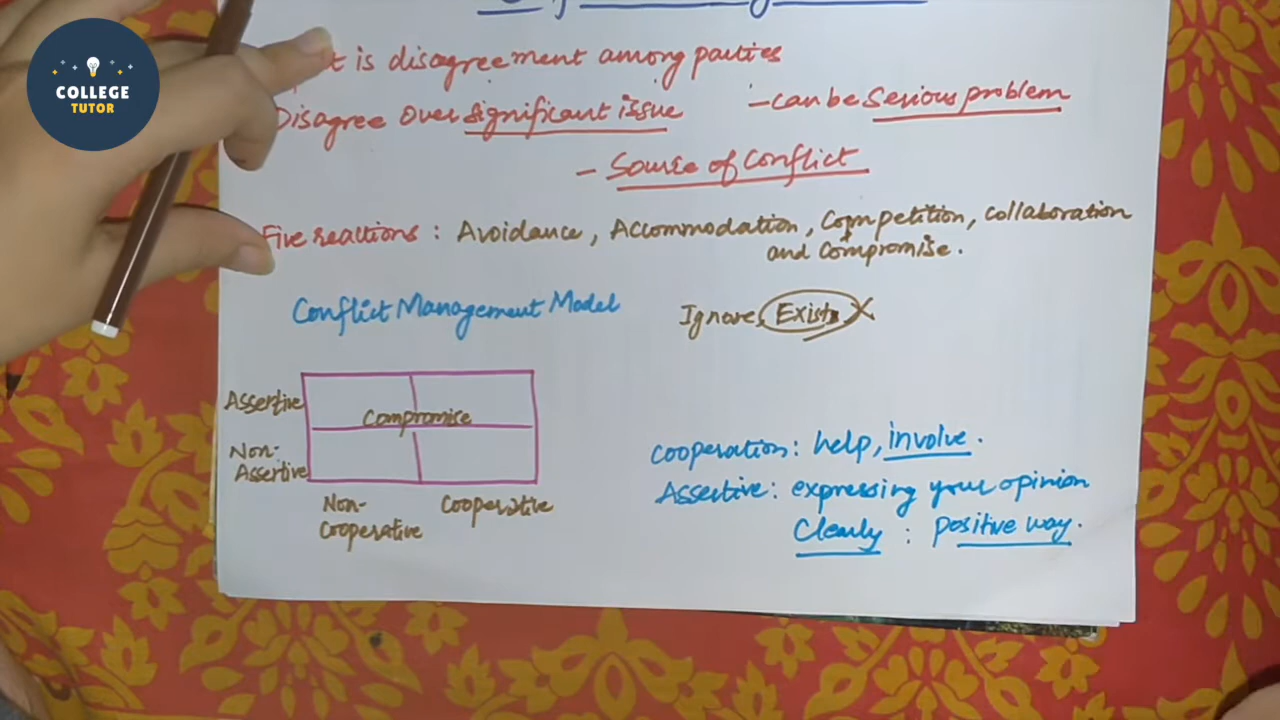 COLLEGE
TUTOR
is disagreement among parties
Disagree Over significant issue
- can be serious problem
- Source of Conflict
Five reactions : Avoidance, Accommodation, Competition, collaboration
and Compromise.
Conflict Management Model
Ignore, Exists X
Assertive
Compromise
Non-
Assertive
Non-
Cooperative
Cooperative
Cooperation: help, involve.
Assertive: expressing your opinion
Clearly : positive way.